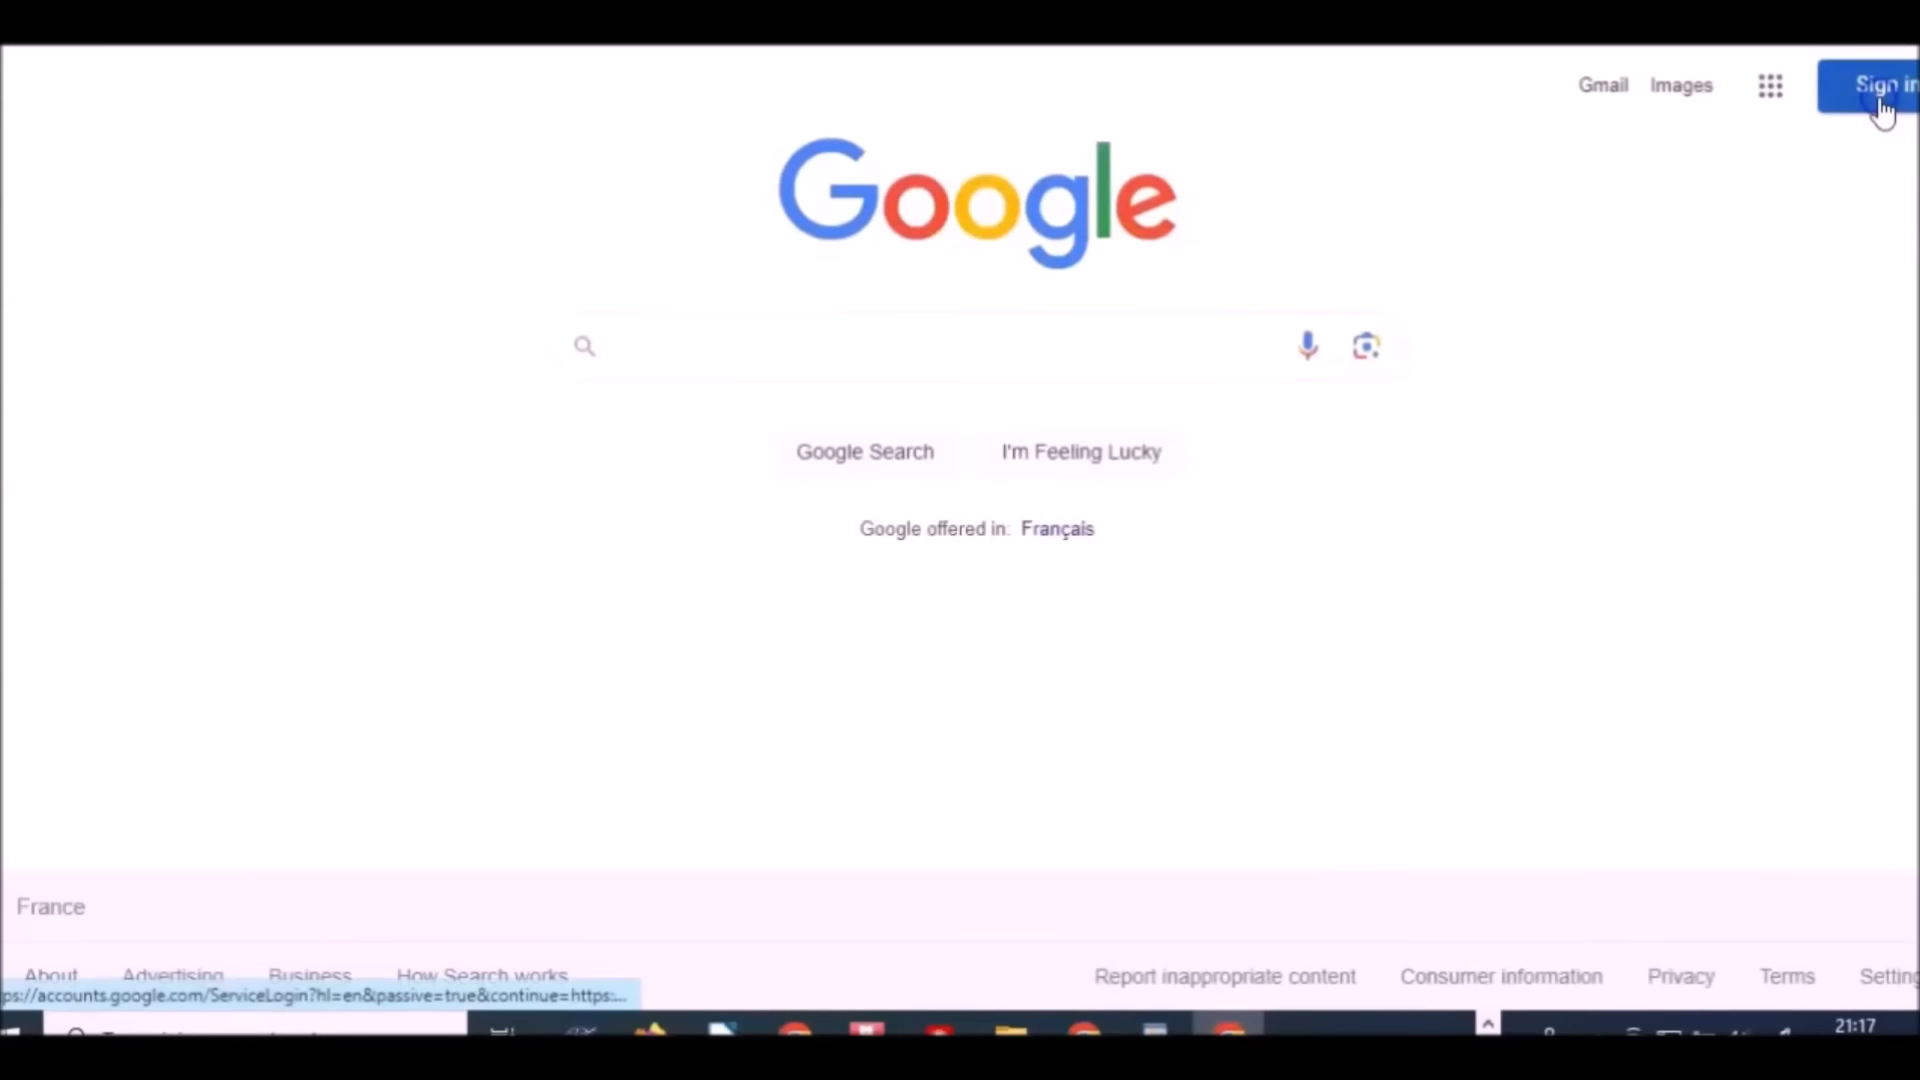 Gmail Images Sign in
Google
Google Search I'm Feeling Lucky
Google offered in: Français
France
About Advertising Business How Search works Report inappropriate content Consumer information Privacy Terms Setting
ps://accounts.google.com/ServiceLogin?hl=en&passive=true&continue=https:...
21:17